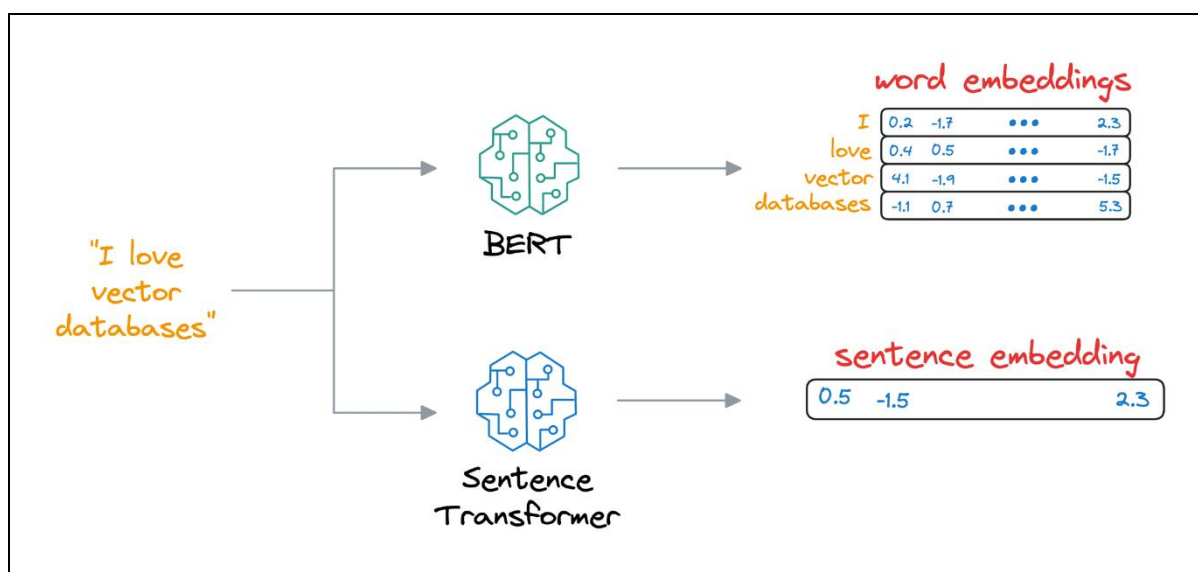 "I love
vector
databases"
BERT
word embeddings
I 0.2 -1.7 ••• 2.3
love 0.4 0.5 ••• -1.7
vector 4.1 -1.9 ••• -1.5
databases -1.1 0.7 ••• 5.3
Sentence
Transformer
sentence embedding
0.5 -1.5 2.3